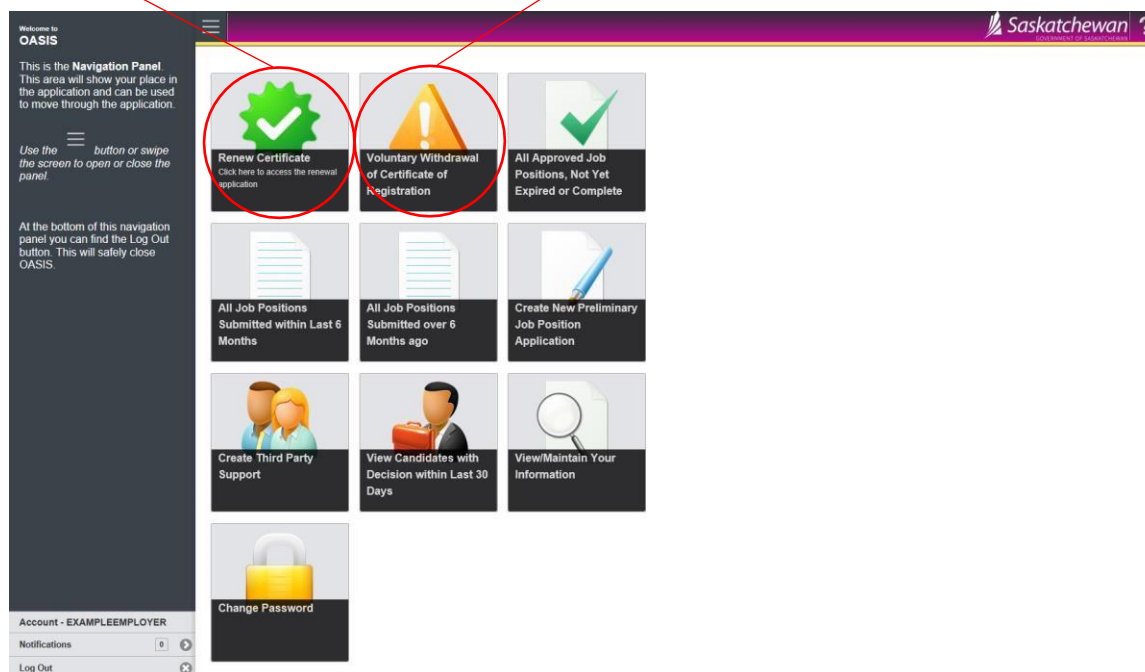 Welcome to
OASIS
This is the Navigation Panel.
This area will show your place in
the application and can be used
to move through the application.
Use the button or swipe
the screen to open or close the
panel.
At the bottom of this navigation
panel you can find the Log Out
button. This will safely close
OASIS.
Account - EXAMPLEEMPLOYER
Notifications 0
Log Out
Saskatchewan ?
GOVERNMENT OF SASKATCHEWAN
Renew Certificate
Click here to access the renewal
application
Voluntary Withdrawal
of Certificate of
Registration
All Approved Job
Positions, Not Yet
Expired or Complete
All Job Positions
Submitted within Last 6
Months
All Job Positions
Submitted over 6
Months ago
Create New Preliminary
Job Position
Application
Create Third Party
Support
View Candidates with
Decision within Last 30
Days
View/Maintain Your
Information
Change Password